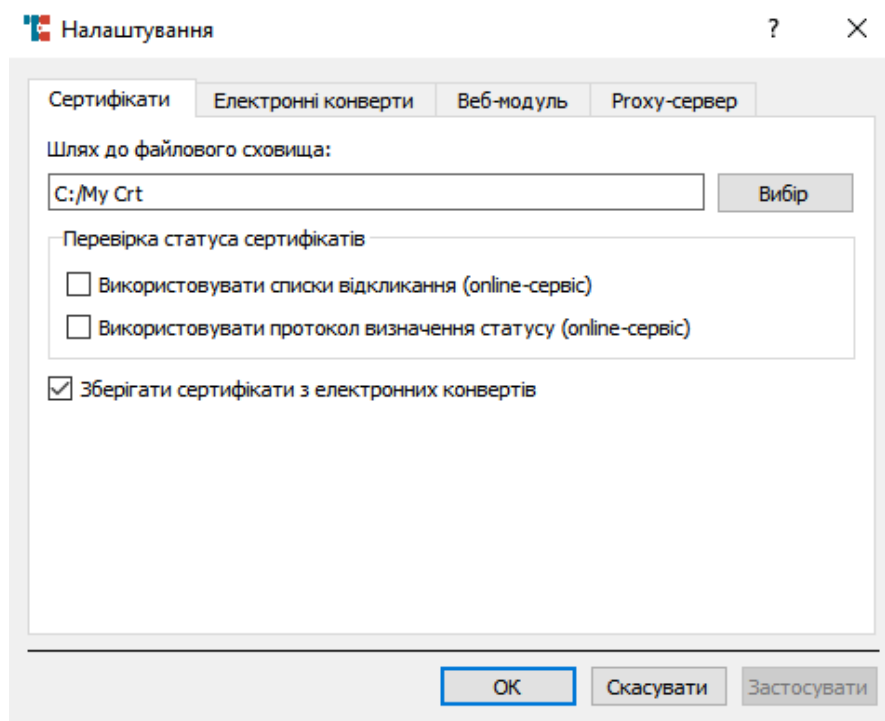 Налаштування
Сертифікати Електронні конверти Веб-модуль Proxy-сервер
Шлях до файлового сховища:
C:/My Crt Вибір
Перевірка статуса сертифікатів
Використовувати списки відкликання (online-сервіс)
Використовувати протокол визначення статусу (online-сервіс)
Зберігати сертифікати з електронних конвертів
ОК Скасувати Застосувати